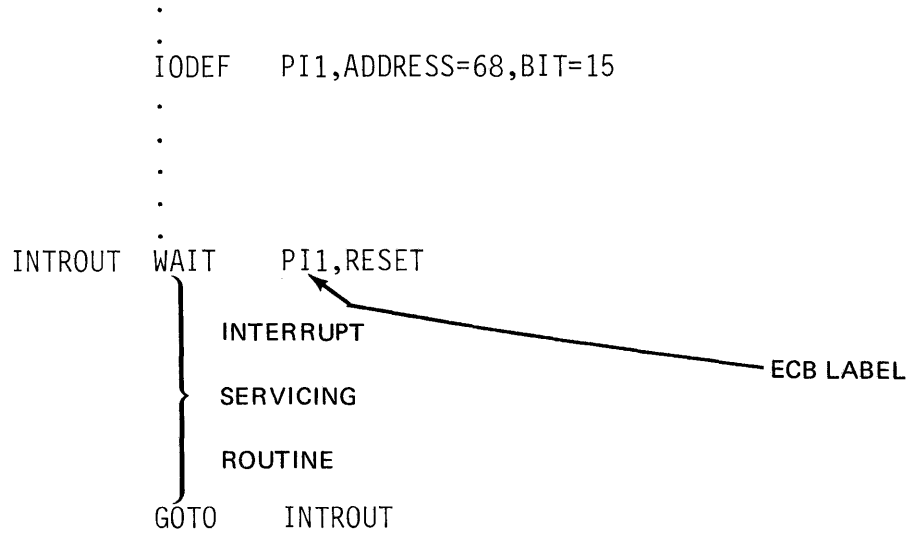 .
.
IODEF PI1,ADDRESS=68,BIT=15
.
.
.
.
.
INTROUT WAIT PI1,RESET
INTERRUPT
ECB LABEL
SERVICING
ROUTINE
GOTO INTROUT